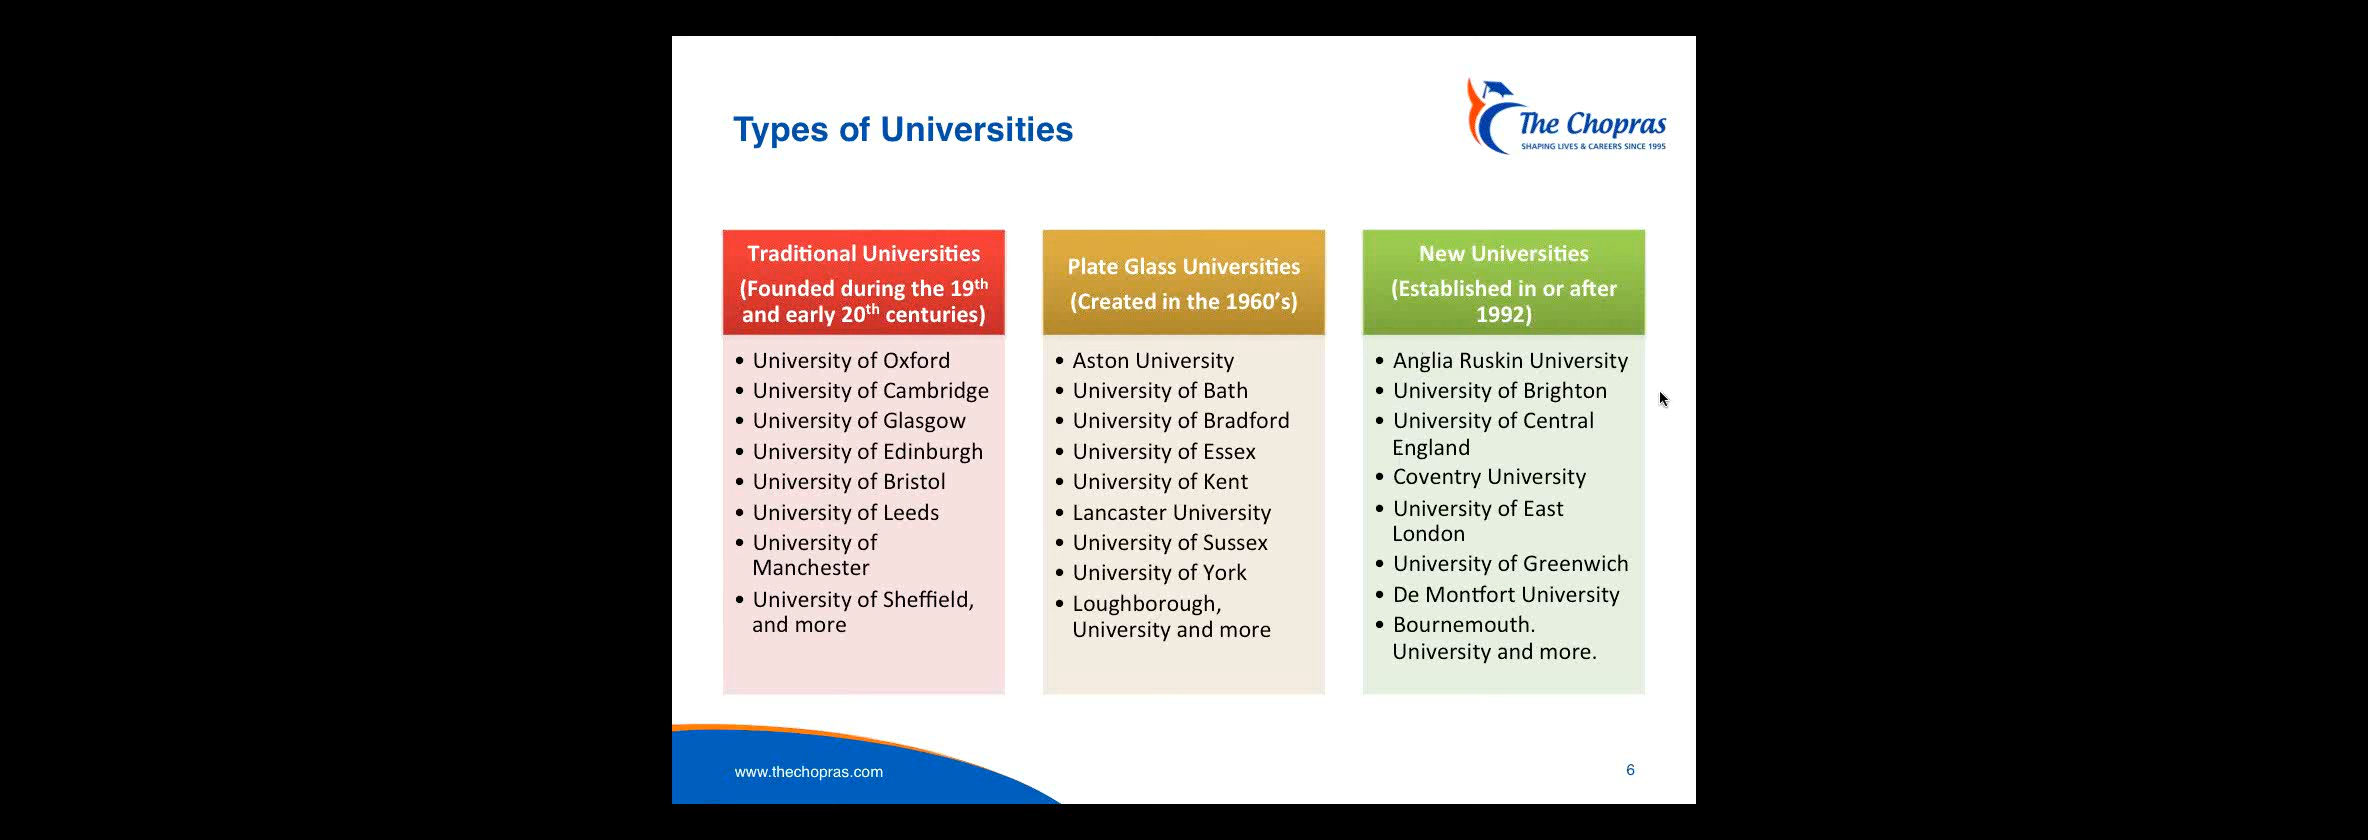 Types of Universities
The Chopras
SHAPING LIVES & CAREERS SINCE 1995
Traditional Universities
(Founded during the 19th
and early 20th centuries)
• University of Oxford
• University of Cambridge
• University of Glasgow
• University of Edinburgh
• University of Bristol
• University of Leeds
• University of
Manchester
• University of Sheffield,
and more
Plate Glass Universities
(Created in the 1960's)
• Aston University
• University of Bath
• University of Bradford
• University of Essex
• University of Kent
• Lancaster University
• University of Sussex
• University of York
• Loughborough,
University and more
New Universities
(Established in or after
1992)
• Anglia Ruskin University
• University of Brighton
• University of Central
England
• Coventry University
• University of East
London
• University of Greenwich
• De Montfort University
• Bournemouth.
University and more.
www.thechopras.com
6